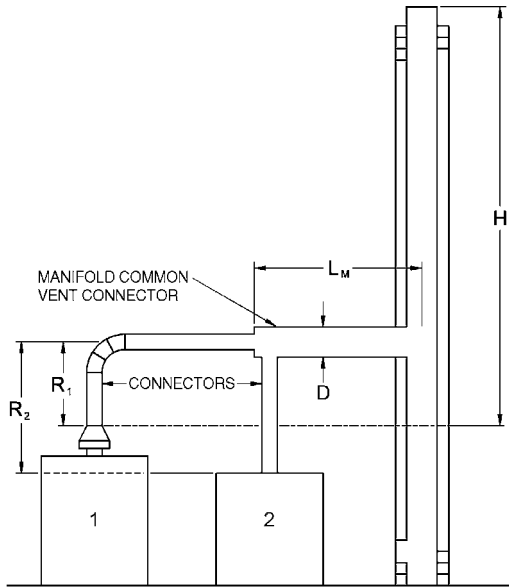 H
L_M
MANIFOLD COMMON
VENT CONNECTOR
R_1
CONNECTORS
D
R_2
1
2